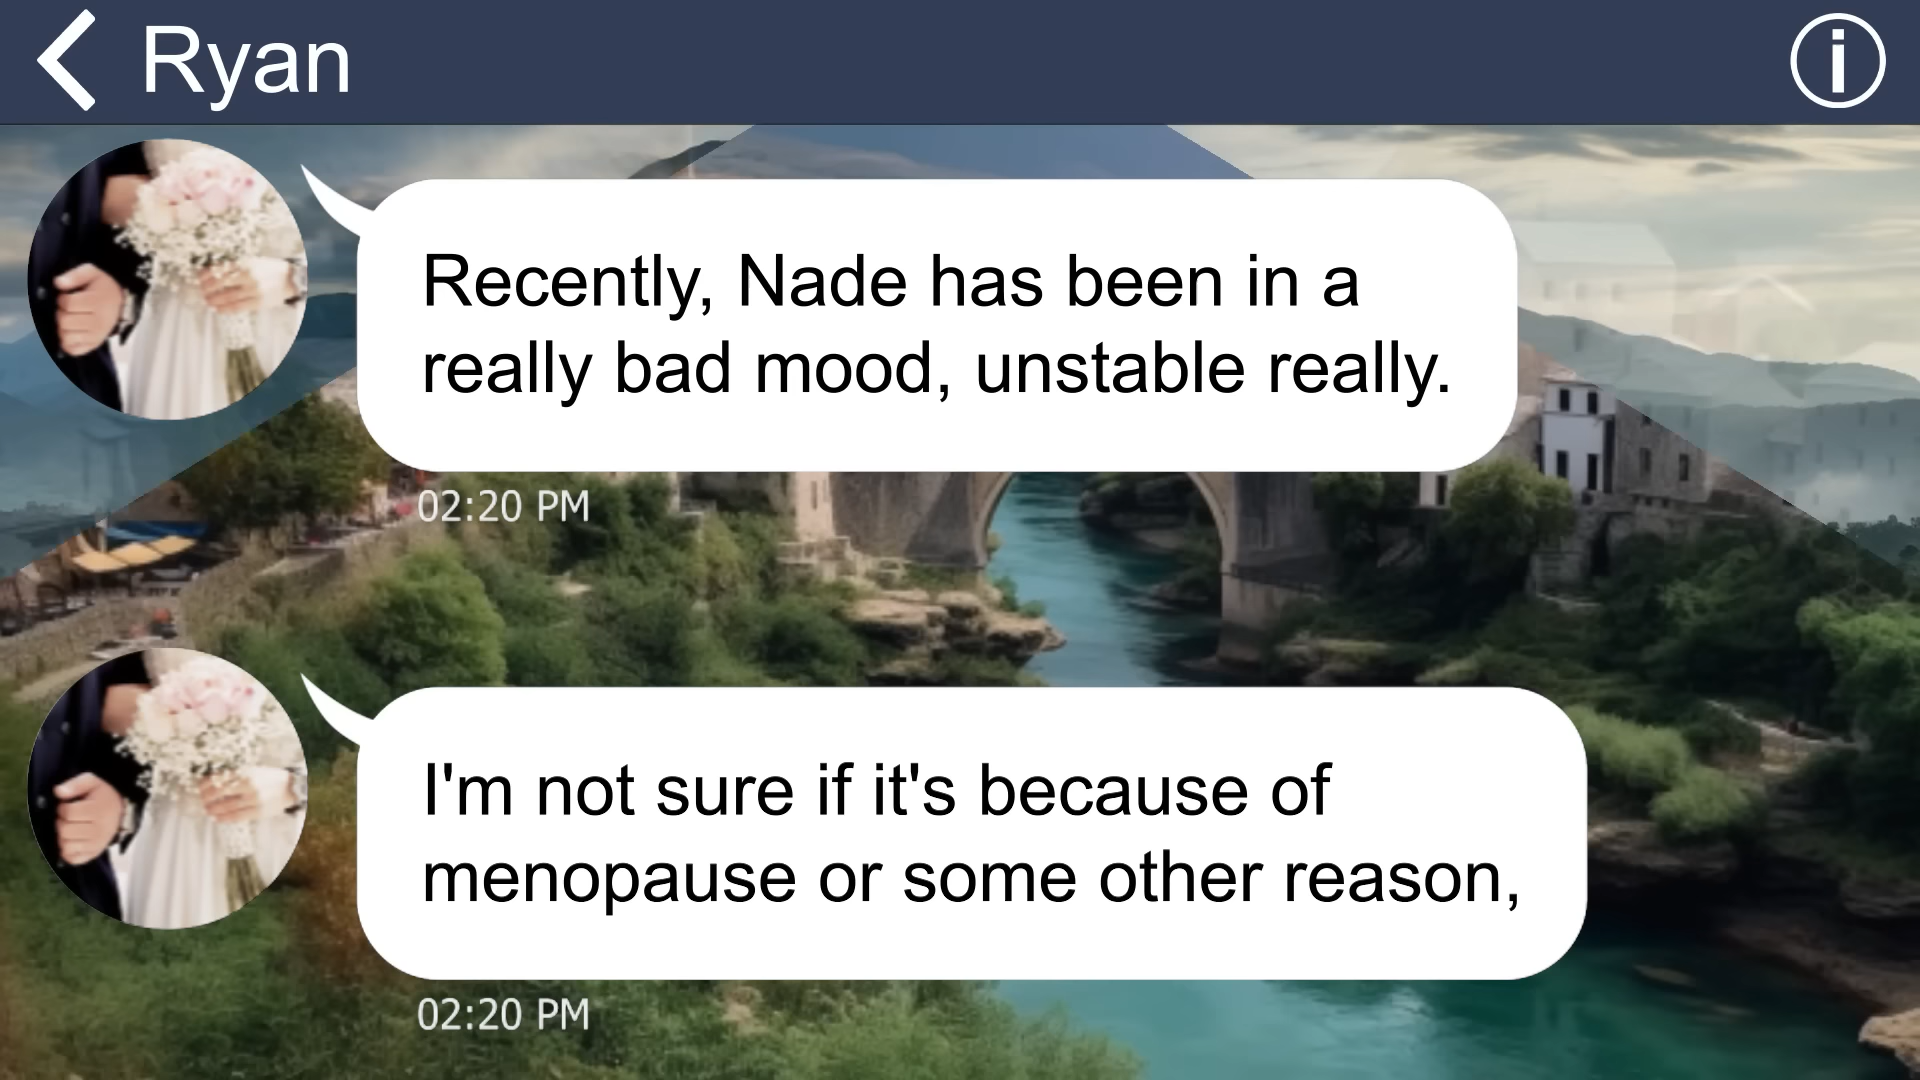 Ryan
Recently, Nade has been in a
really bad mood, unstable really.
02:20 PM
I'm not sure if it's because of
menopause or some other reason,
02:20 PM